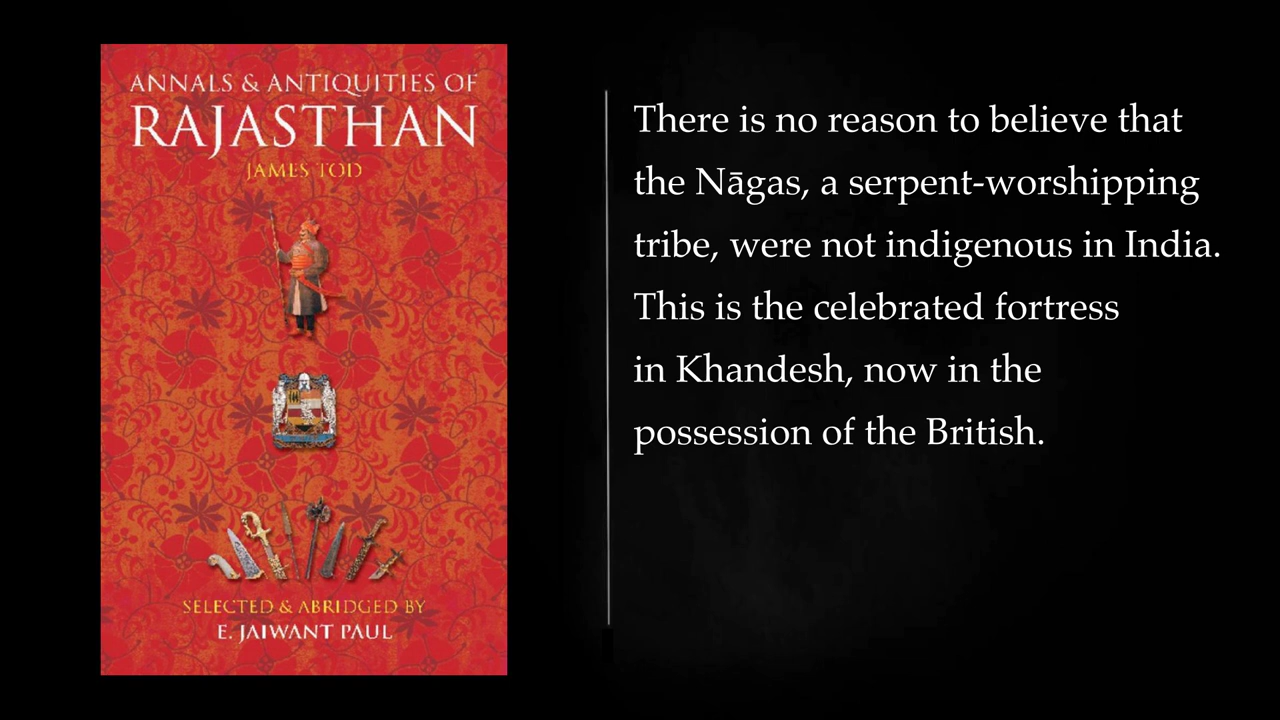 ANNALS & ANTIQUITIES OF
RAJASTHAN
JAMES TOD
SELECTED & ABRIDGED BY
E. JAIWANT PAUL
There is no reason to believe that
the Nāgas, a serpent-worshipping
tribe, were not indigenous in India.
This is the celebrated fortress
in Khandesh, now in the
possession of the British.